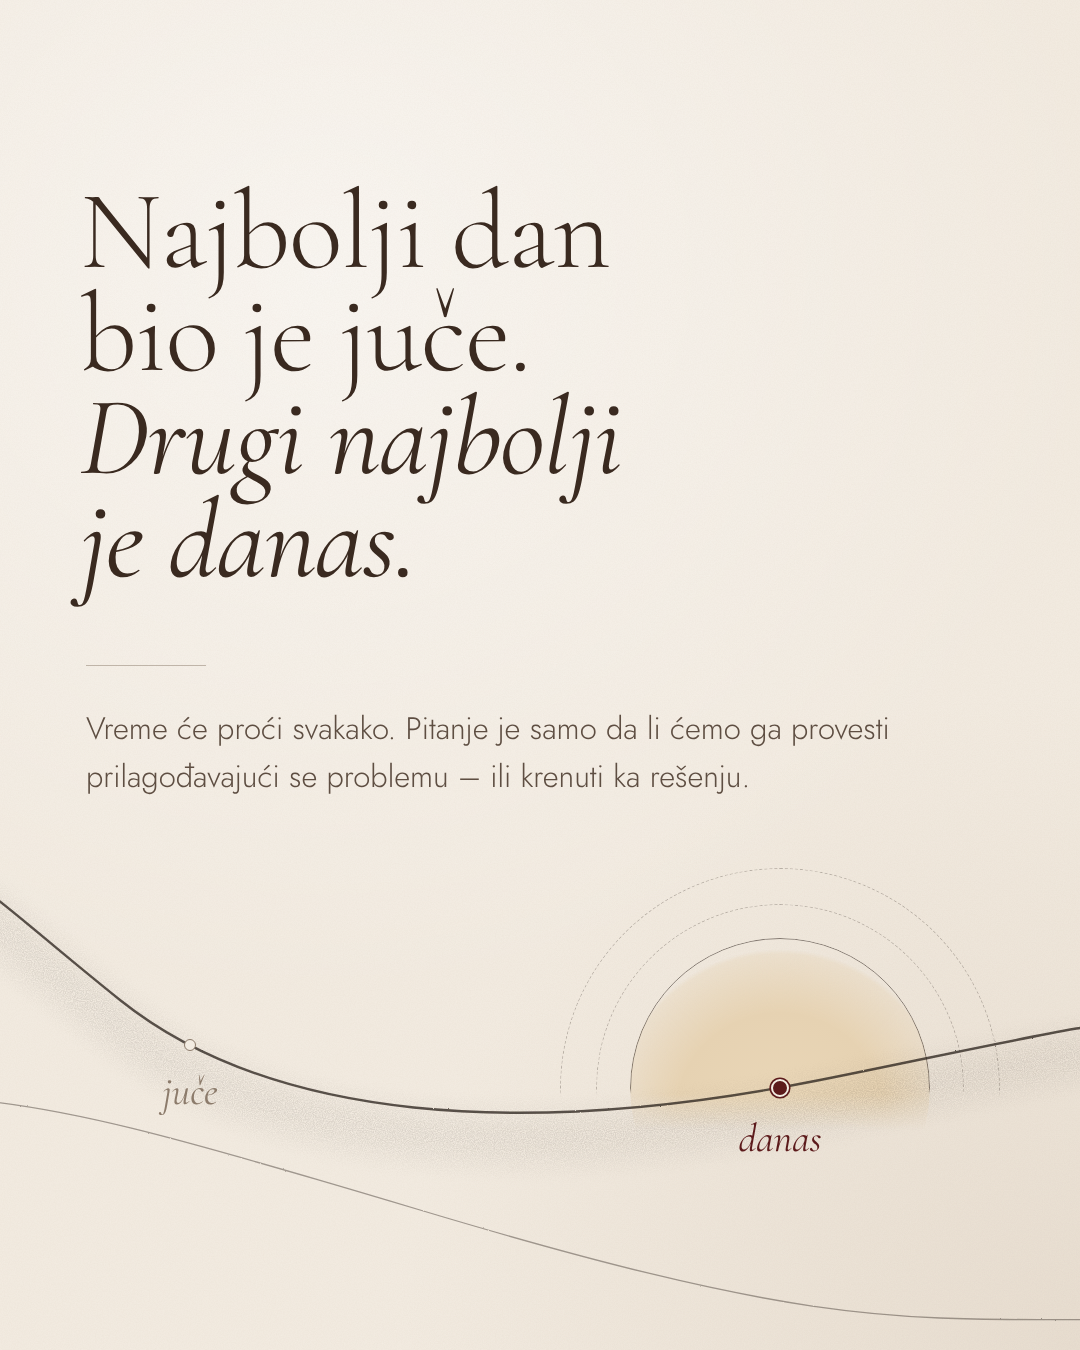 Najbolji dan
bio je juče.
Drugi najbolji
je danas.
Vreme će proći svakako. Pitanje je samo da li ćemo ga provesti
prilagođavajući se problemu — ili krenuti ka rešenju.
juče
danas